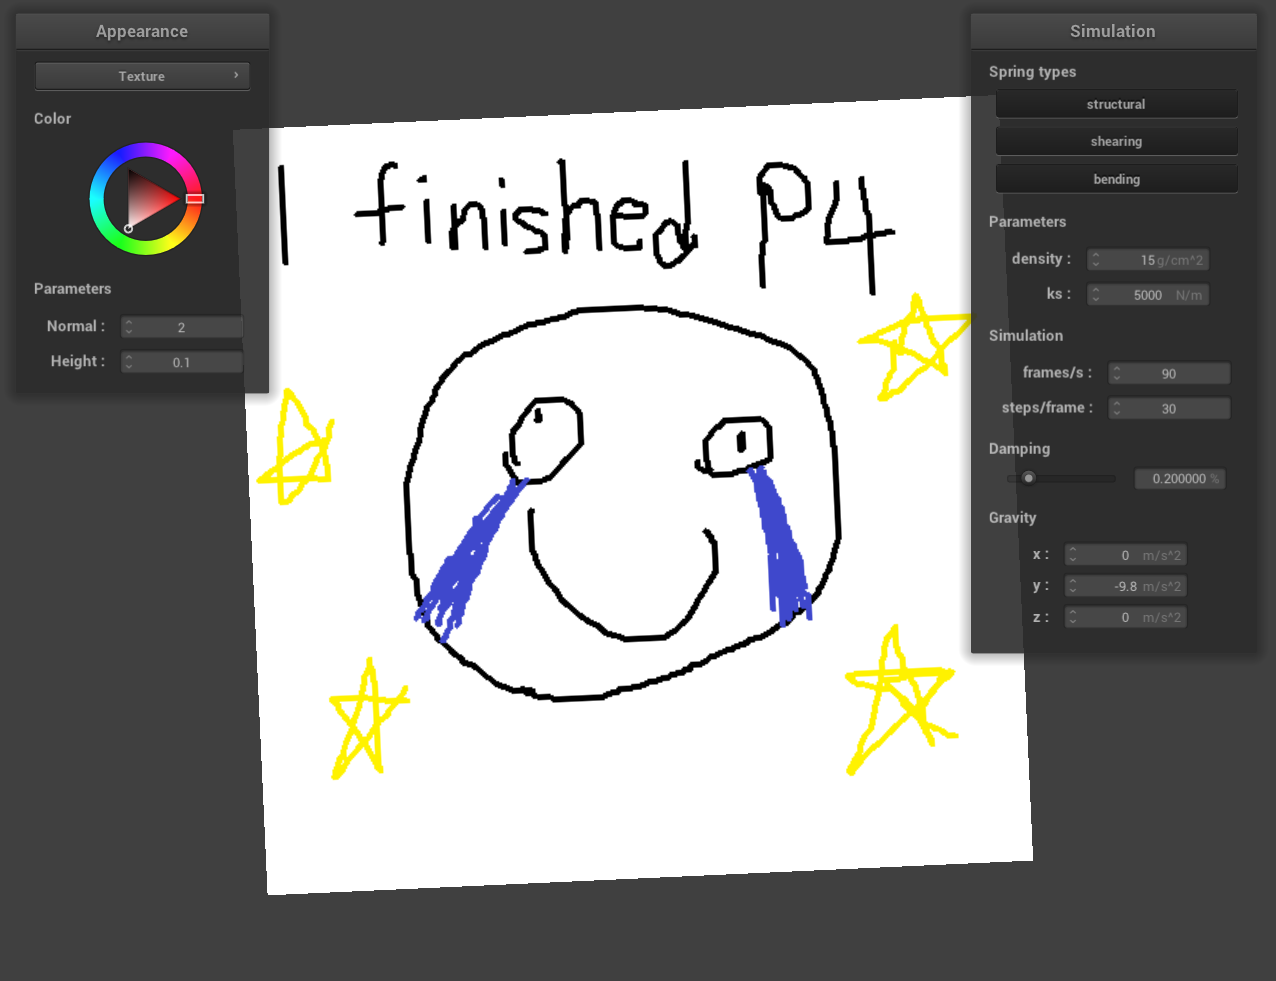 Appearance
Texture
Color
Parameters
Normal : 2
Height : 0.1
I finished P4
Simulation
Spring types
structural
shearing
bending
Parameters
density : 15 g/cm^2
ks : 5000 N/m
Simulation
frames/s : 90
steps/frame : 30
Damping
0.200000 %
Gravity
x : 0 m/s^2
y : -9.8 m/s^2
z : 0 m/s^2